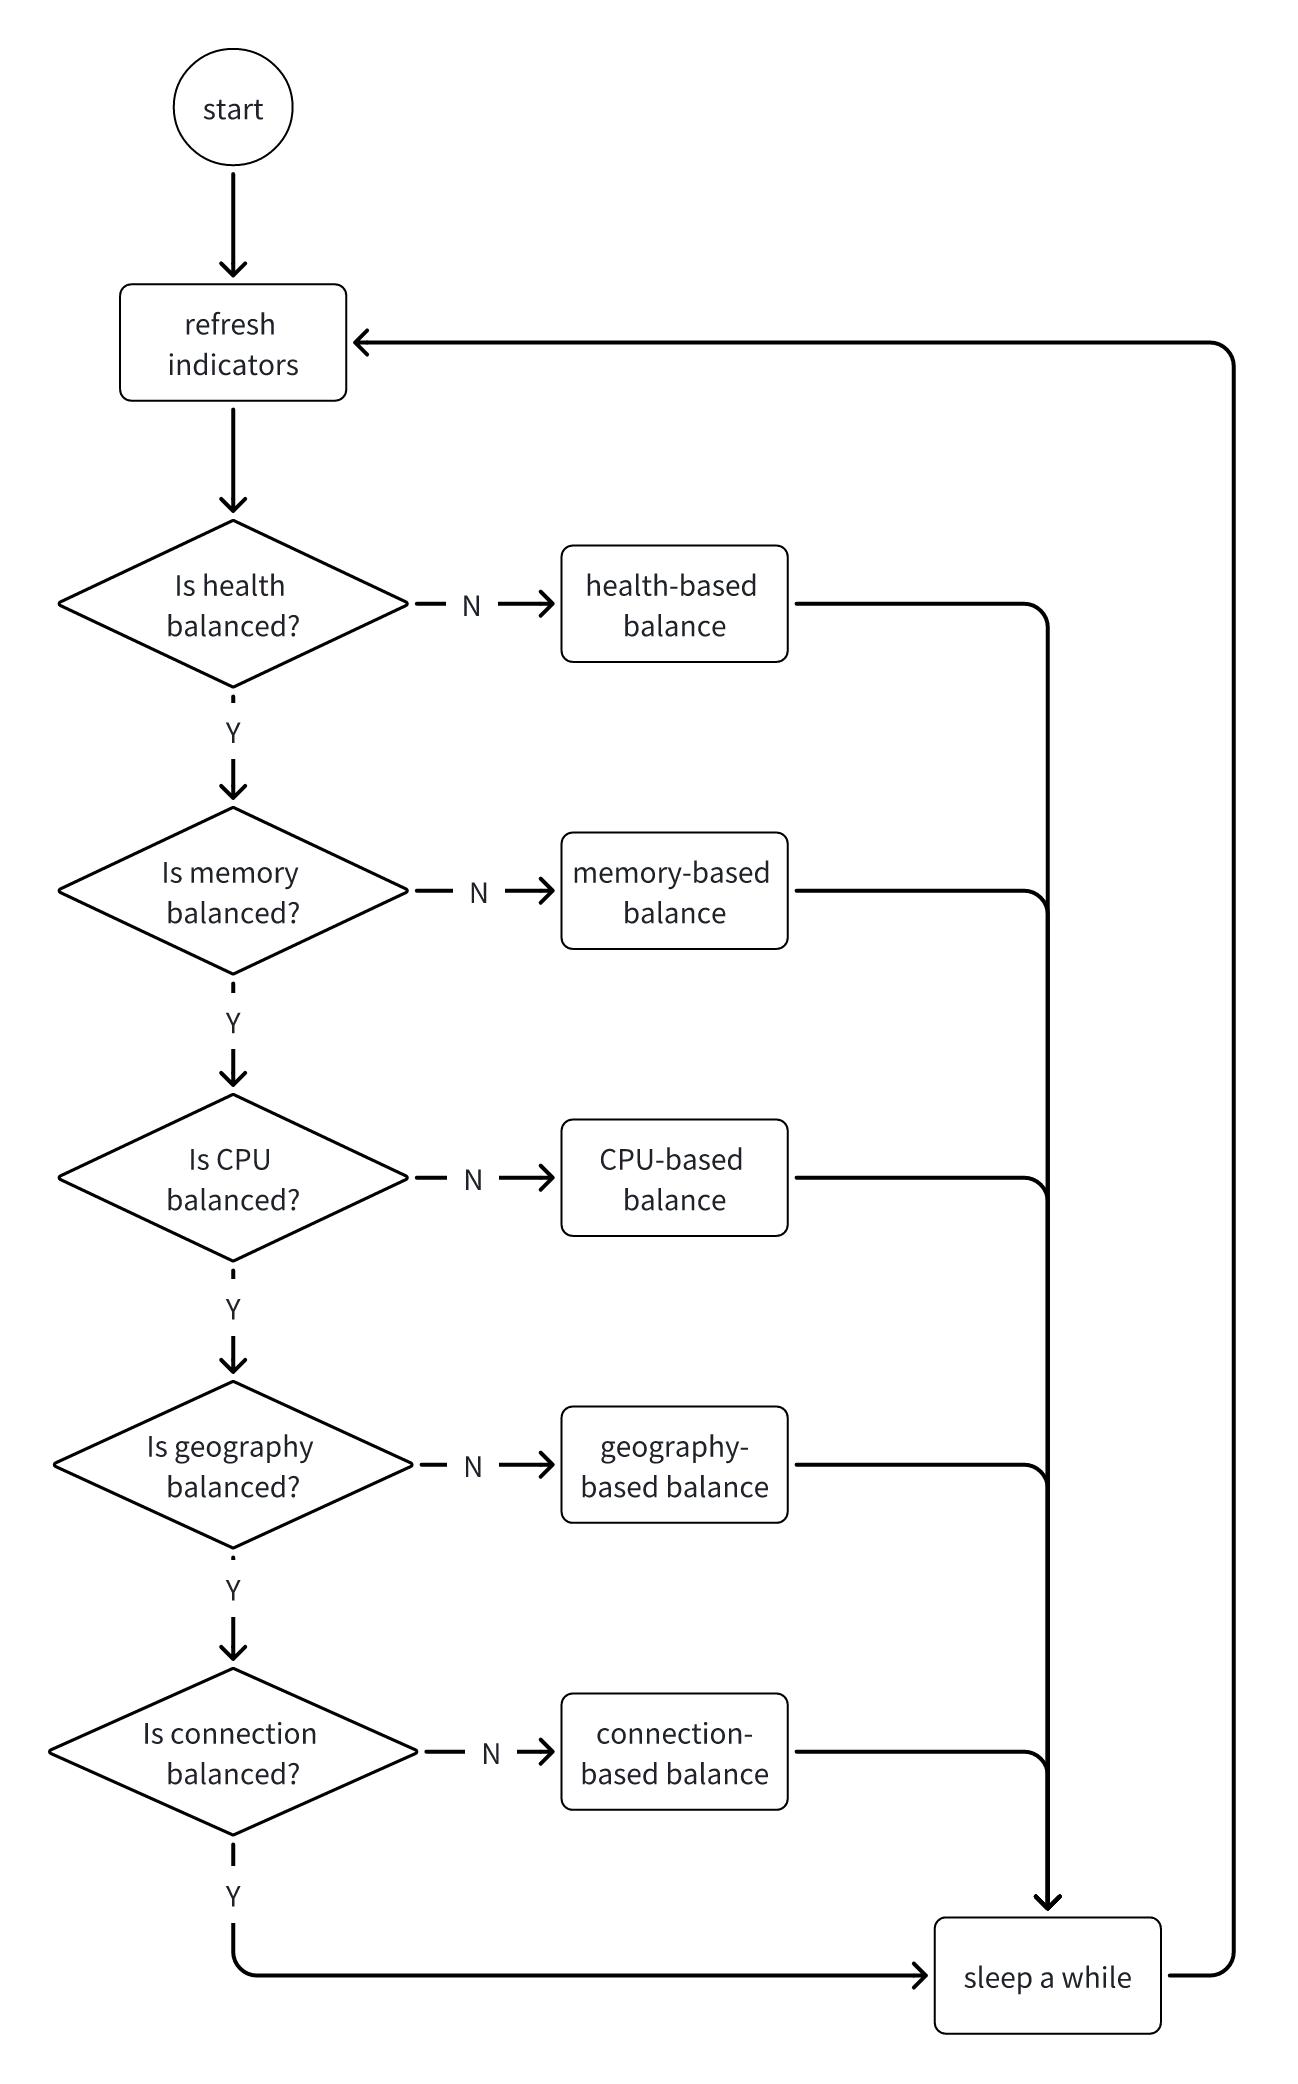 start
refresh
indicators
Is health
balanced?
N
health-based
balance
Y
Is memory
balanced?
N
memory-based
balance
Y
Is CPU
balanced?
N
CPU-based
balance
Y
Is geography
balanced?
N
geography-
based balance
Y
Is connection
balanced?
N
connection-
based balance
Y
sleep a while